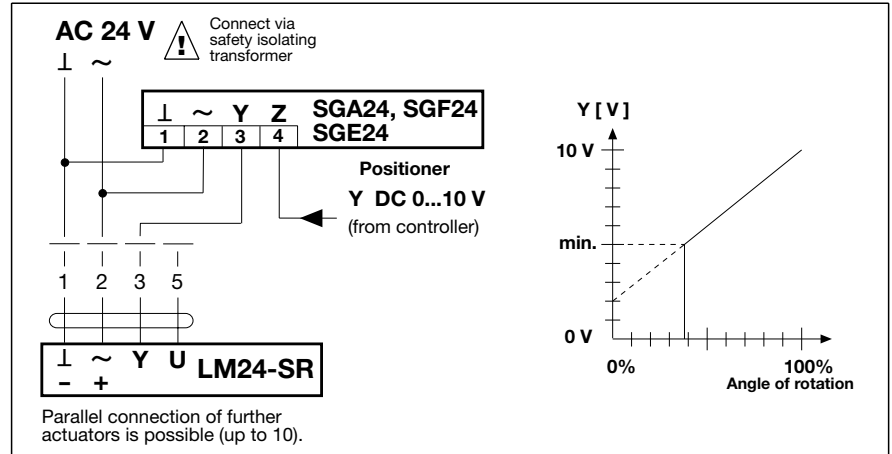 AC 24 V
Connect via
safety isolating
transformer
⊥ ~
⊥ ~ Y Z
1 2 3 4
SGA24, SGF24
SGE24
Positioner
Y DC 0...10 V
(from controller)
1 2 3 5
⊥ ~ Y U
- +
LM24-SR
Parallel connection of further
actuators is possible (up to 10).
Y [ V ]
10 V
min.
0 V
0% 100%
Angle of rotation